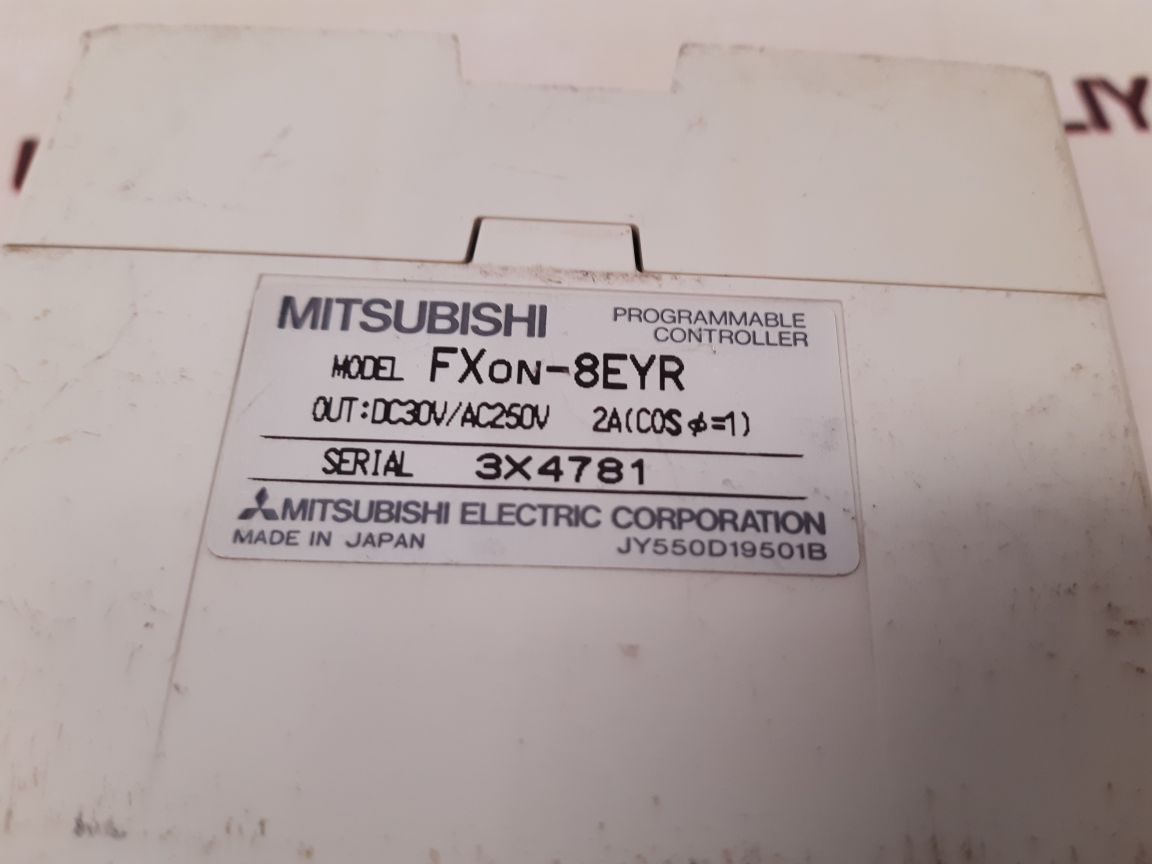 MITSUBISHI
PROGRAMMABLE
CONTROLLER
MODEL FXON-8EYR
OUT:DC30V/AC250V 2A(COSφ=1)
SERIAL 3X4781
MITSUBISHI ELECTRIC CORPORATION
MADE IN JAPAN
JY550D19501B